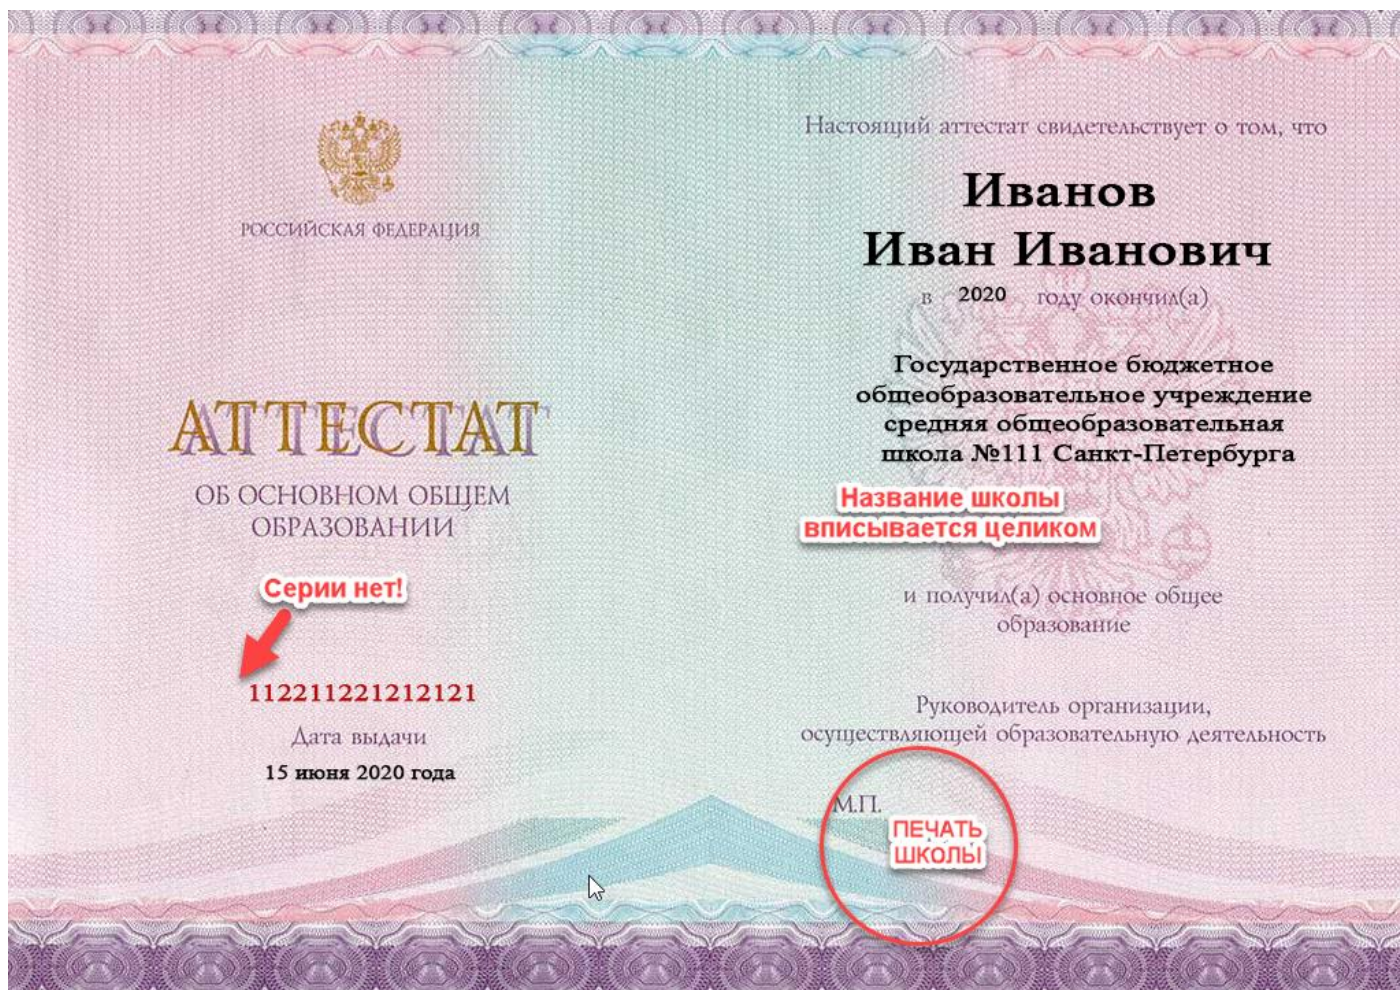 РОССИЙСКАЯ ФЕДЕРАЦИЯ
АТТЕСТАТ
ОБ ОСНОВНОМ ОБЩЕМ
ОБРАЗОВАНИИ
Серии нет!
112211221212121
Дата выдачи
15 июня 2020 года
Настоящий аттестат свидетельствует о том, что
Иванов
Иван Иванович
в 2020 году окончил(а)
Государственное бюджетное
общеобразовательное учреждение
средняя общеобразовательная
школа №111 Санкт-Петербурга
Название школы
вписывается целиком
и получил(а) основное общее
образование
Руководитель организации,
осуществляющей образовательную деятельность
М.П.
ПЕЧАТЬ
ШКОЛЫ